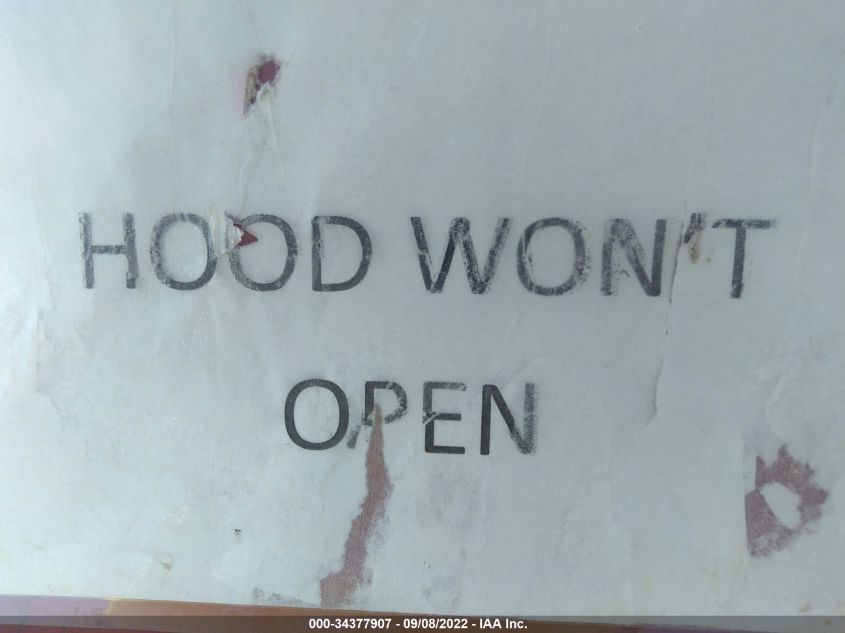 HOOD WON'T
OPEN
000-34377907 - 09/08/2022 - IAA Inc.